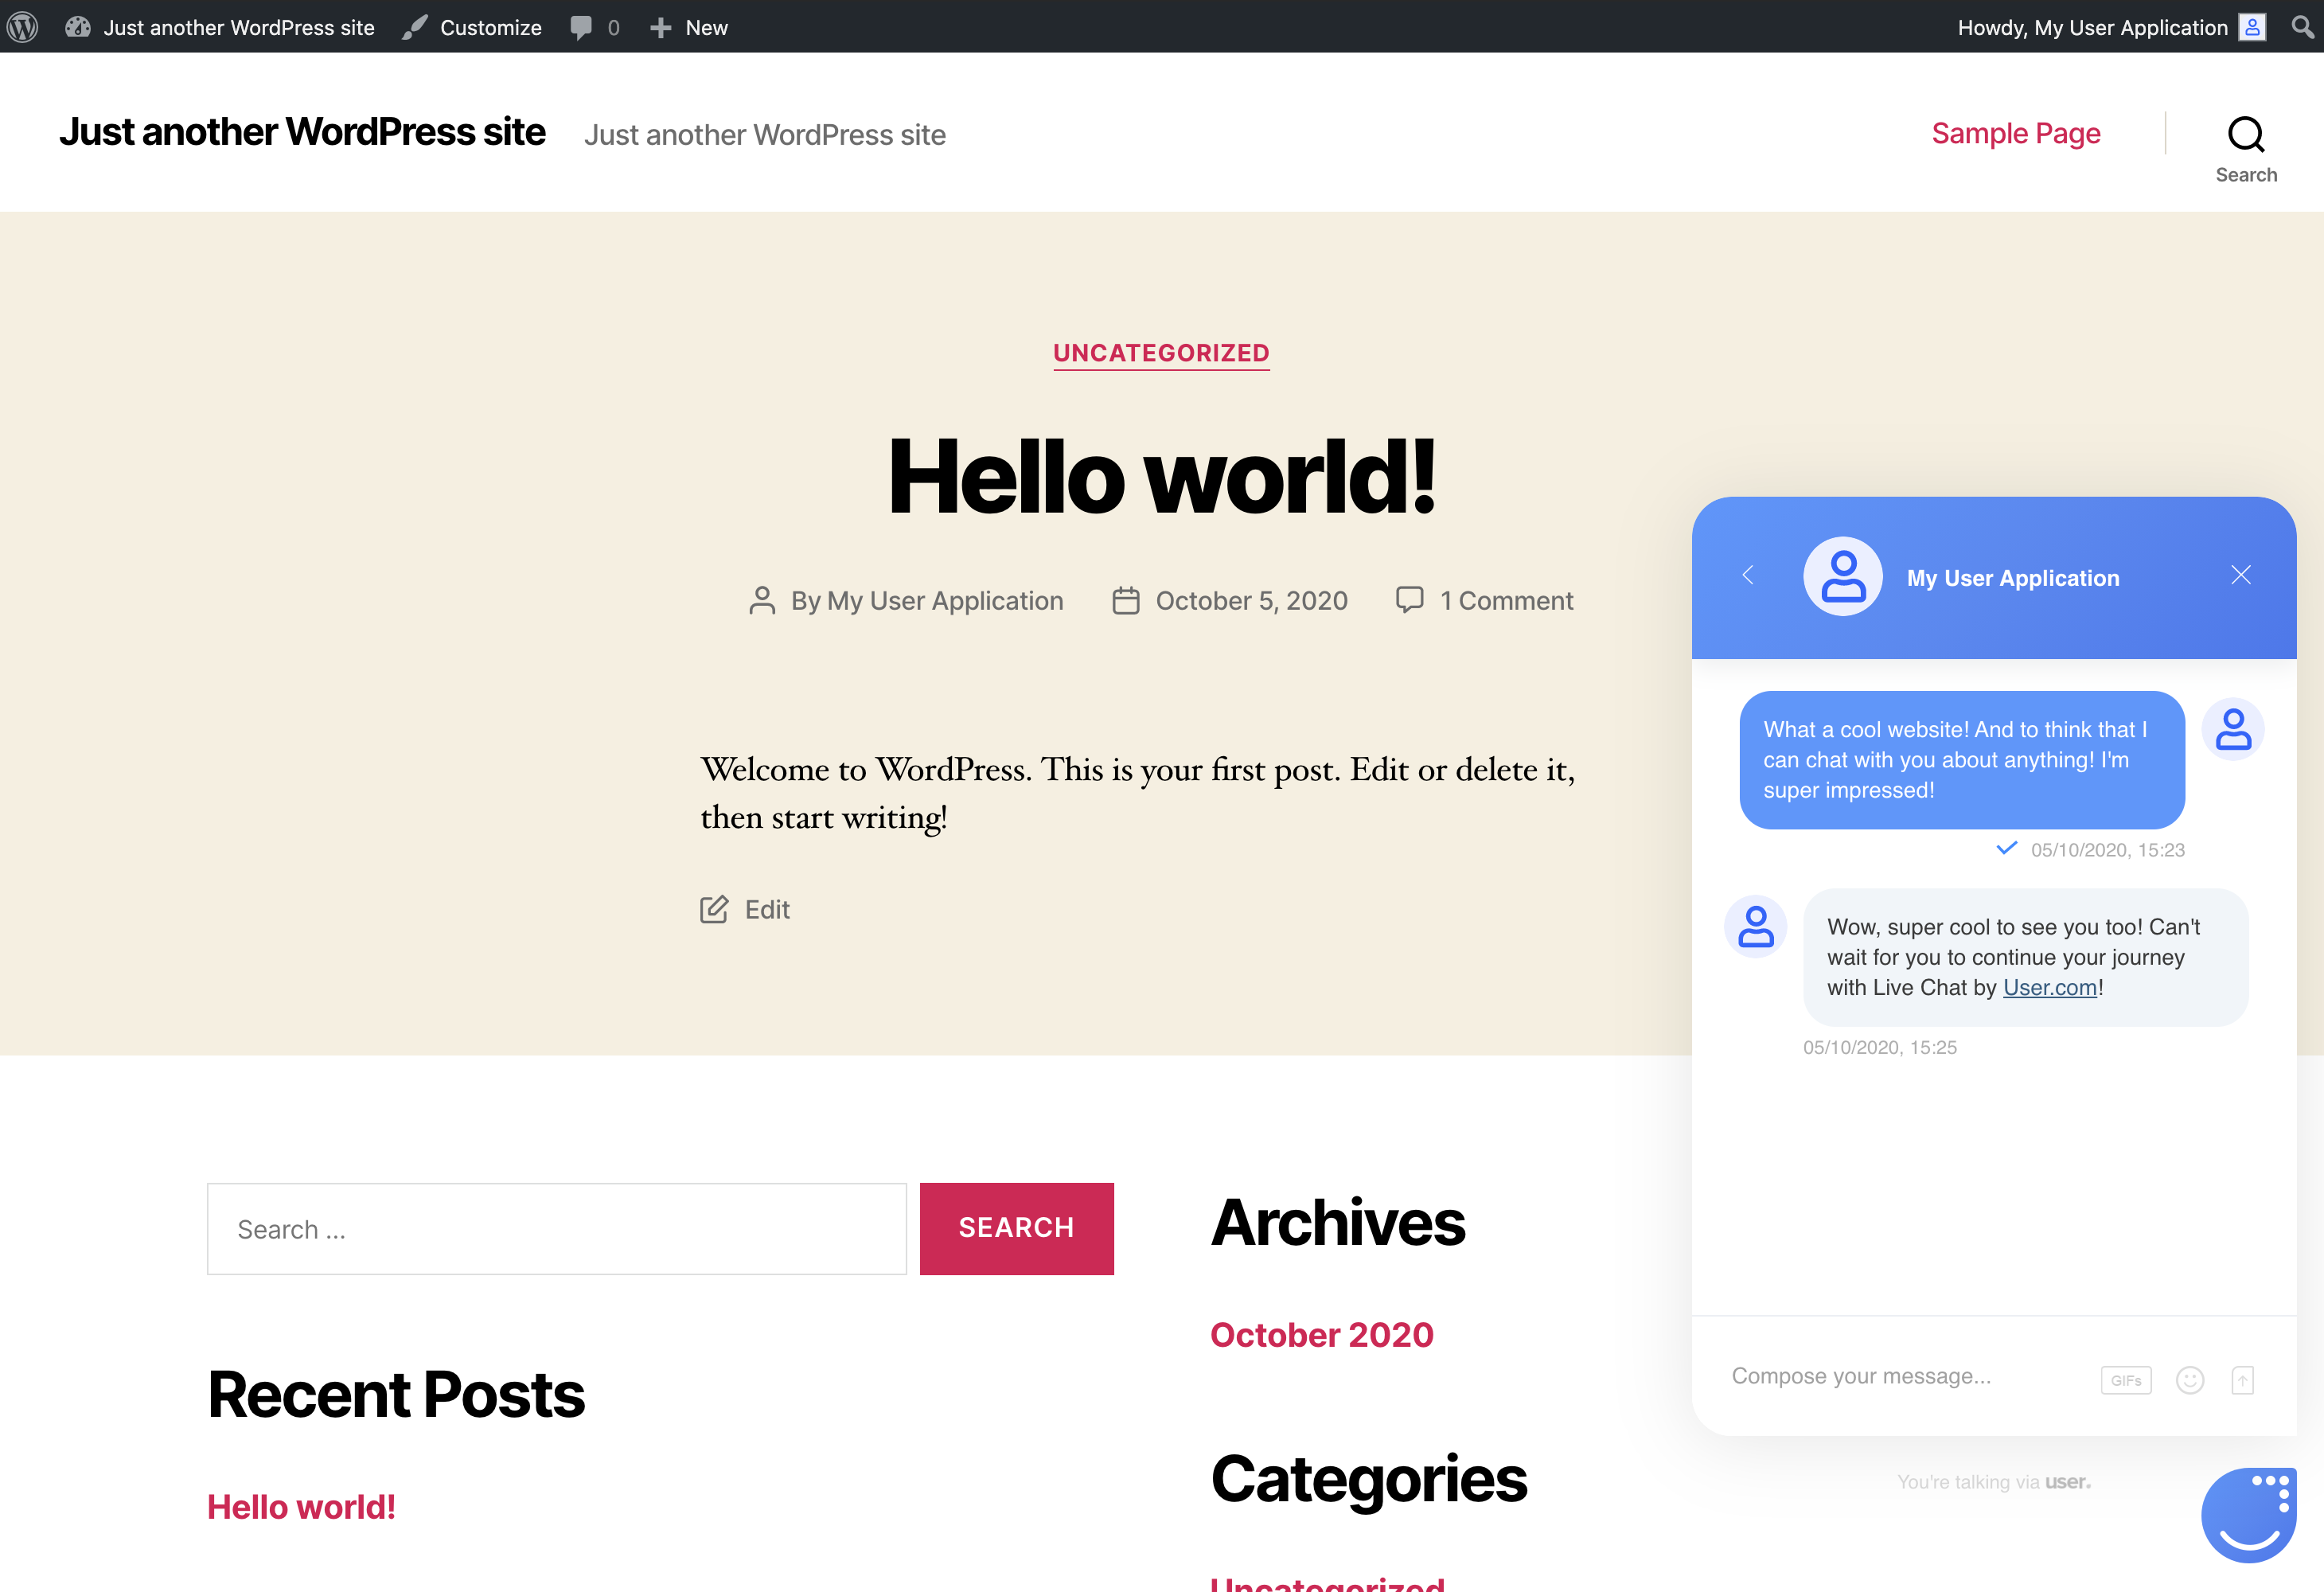 Just another WordPress site
Customize
0
New
Howdy, My User Application
Just another WordPress site
Just another WordPress site
Sample Page
Search
UNCATEGORIZED
Hello world!
By My User Application
October 5, 2020
1 Comment
Welcome to WordPress. This is your first post. Edit or delete it,
then start writing!
Edit
Search ...
SEARCH
Recent Posts
Hello world!
Archives
October 2020
Categories
Uncategorized
My User Application
What a cool website! And to think that I
can chat with you about anything! I'm
super impressed!
05/10/2020, 15:23
Wow, super cool to see you too! Can't
wait for you to continue your journey
with Live Chat by User.com!
05/10/2020, 15:25
Compose your message...
GIFs
You're talking via user.